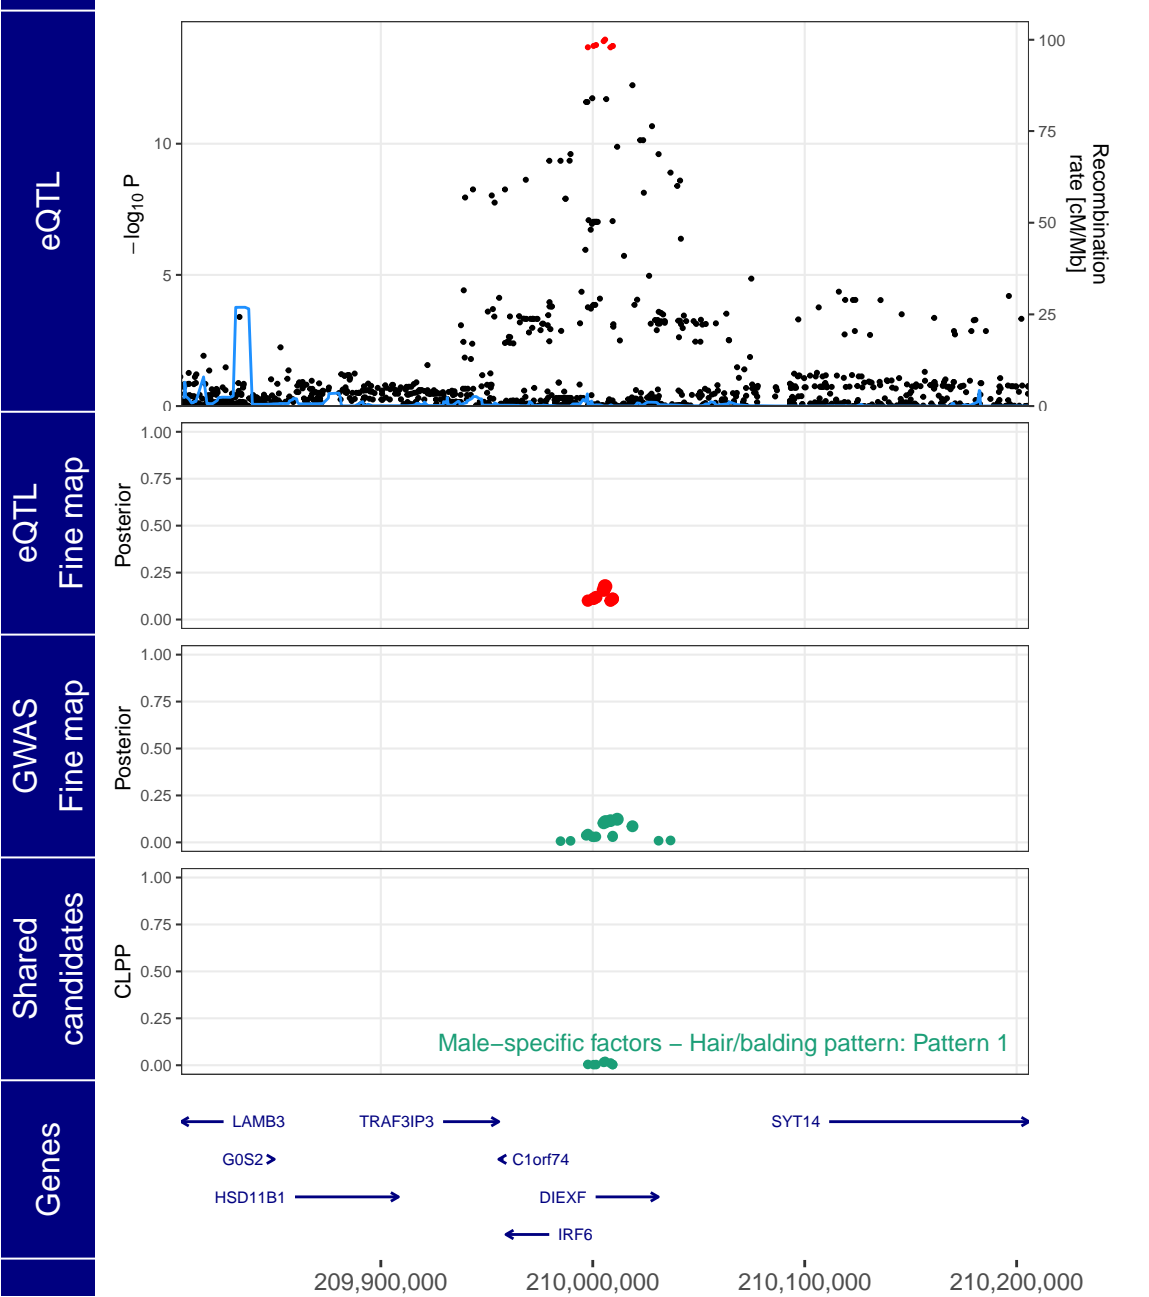 eQTL
−log10 P
10
5
0
100
75
50
25
0
Recombination
rate [cM/Mb]
eQTL
Fine map
Posterior
1.00
0.75
0.50
0.25
0.00
GWAS
Fine map
Posterior
1.00
0.75
0.50
0.25
0.00
Shared
candidates
CLPP
1.00
0.75
0.50
0.25
0.00
Male−specific factors − Hair/balding pattern: Pattern 1
Genes
LAMB3
TRAF3IP3
SYT14
G0S2
C1orf74
HSD11B1
DIEXF
IRF6
209,900,000
210,000,000
210,100,000
210,200,000